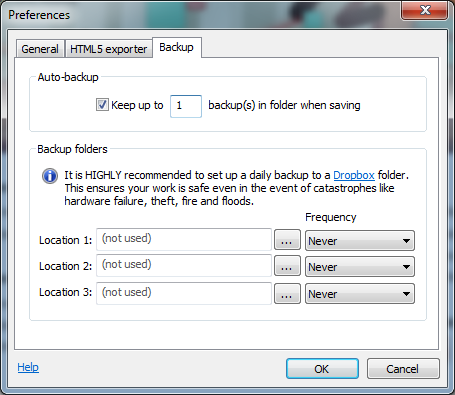 Preferences
General HTML5 exporter Backup
Auto-backup
Keep up to 1 backup(s) in folder when saving
Backup folders
It is HIGHLY recommended to set up a daily backup to a Dropbox folder.
This ensures your work is safe even in the event of catastrophes like
hardware failure, theft, fire and floods.
Frequency
Location 1: (not used) ... Never
Location 2: (not used) ... Never
Location 3: (not used) ... Never
Help OK Cancel